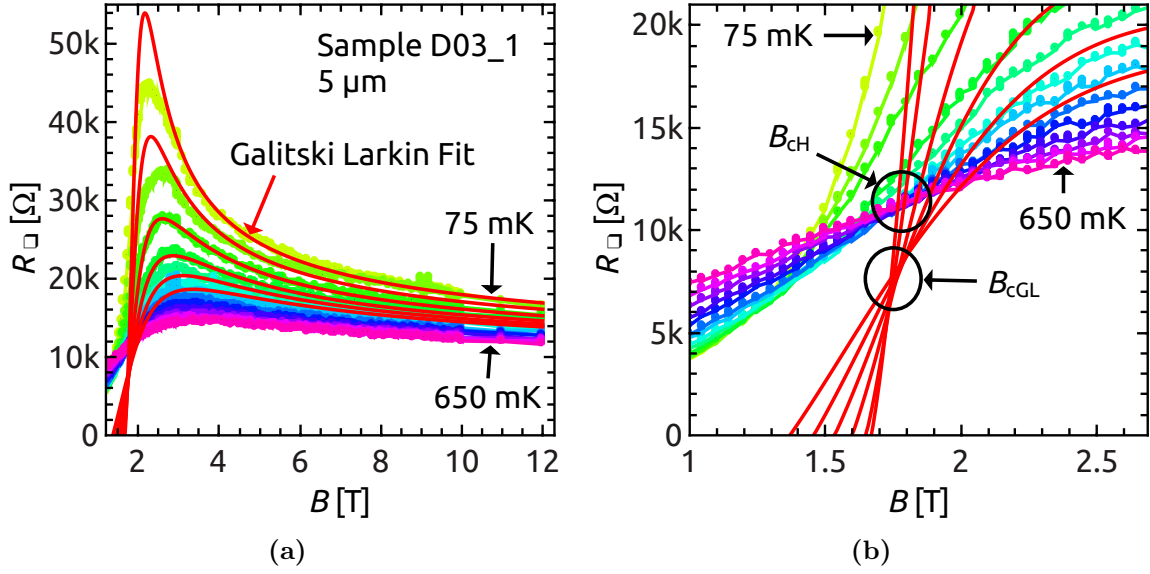 50k
40k
30k
20k
10k
0
2
4
6
8
10
12
R□ [Ω]
B [T]
Sample D03_1
5 µm
Galitski Larkin Fit
75 mK
650 mK
(a)
20k
15k
10k
5k
0
1
1.5
2
2.5
R□ [Ω]
B [T]
75 mK
BcH
650 mK
BcGL
(b)